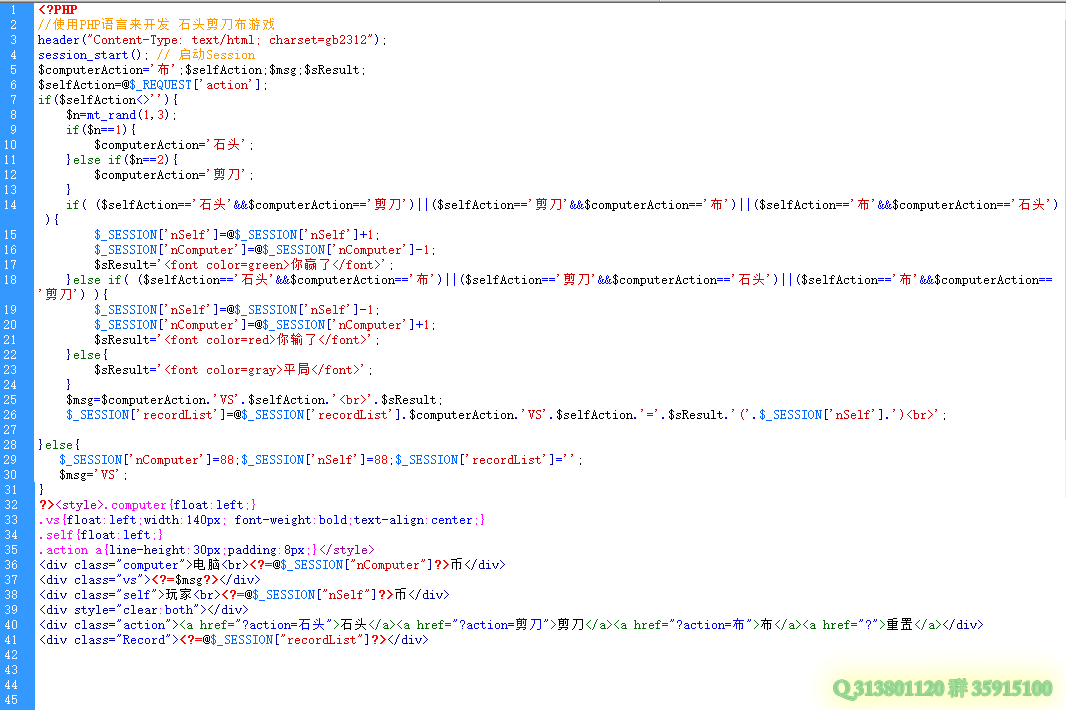 1 <?PHP
2 //使用PHP语言来开发 石头剪刀布游戏
3 header("Content-Type: text/html; charset=gb2312");
4 session_start(); // 启动Session
5 $computerAction='布';$selfAction;$msg;$sResult;
6 $selfAction=@$_REQUEST['action'];
7 if($selfAction<>''){
8 $n=mt_rand(1,3);
9 if($n==1){
10 $computerAction='石头';
11 }else if($n==2){
12 $computerAction='剪刀';
13 }
14 if( ($selfAction=='石头'&&$computerAction=='剪刀')||($selfAction=='剪刀'&&$computerAction=='布')||($selfAction=='布'&&$computerAction=='石头')
){
15 $_SESSION['nSelf']=@$_SESSION['nSelf']+1;
16 $_SESSION['nComputer']=@$_SESSION['nComputer']-1;
17 $sResult='<font color=green>你赢了</font>';
18 }else if( ($selfAction=='石头'&&$computerAction=='布')||($selfAction=='剪刀'&&$computerAction=='石头')||($selfAction=='布'&&$computerAction==
'剪刀') ){
19 $_SESSION['nSelf']=@$_SESSION['nSelf']-1;
20 $_SESSION['nComputer']=@$_SESSION['nComputer']+1;
21 $sResult='<font color=red>你输了</font>';
22 }else{
23 $sResult='<font color=gray>平局</font>';
24 }
25 $msg=$computerAction.'VS'.$selfAction.'<br>'.$sResult;
26 $_SESSION['recordList']=@$_SESSION['recordList'].$computerAction.'VS'.$selfAction.'='.$sResult.'('.$_SESSION['nSelf'].')<br>';
27
28 }else{
29 $_SESSION['nComputer']=88;$_SESSION['nSelf']=88;$_SESSION['recordList']='';
30 $msg='VS';
31 }
32 ?><style>.computer{float:left;}
33 .vs{float:left;width:140px; font-weight:bold;text-align:center;}
34 .self{float:left;}
35 .action a{line-height:30px;padding:8px;}</style>
36 <div class="computer">电脑<br><?=@$_SESSION["nComputer"]?>币</div>
37 <div class="vs"><?=$msg?></div>
38 <div class="self">玩家<br><?=@$_SESSION["nSelf"]?>币</div>
39 <div style="clear:both"></div>
40 <div class="action"><a href="?action=石头">石头</a><a href="?action=剪刀">剪刀</a><a href="?action=布">布</a><a href="?">重置</a></div>
41 <div class="Record"><?=@$_SESSION["recordList"]?></div>
42
43
44
45
Q313801120 群 35915100